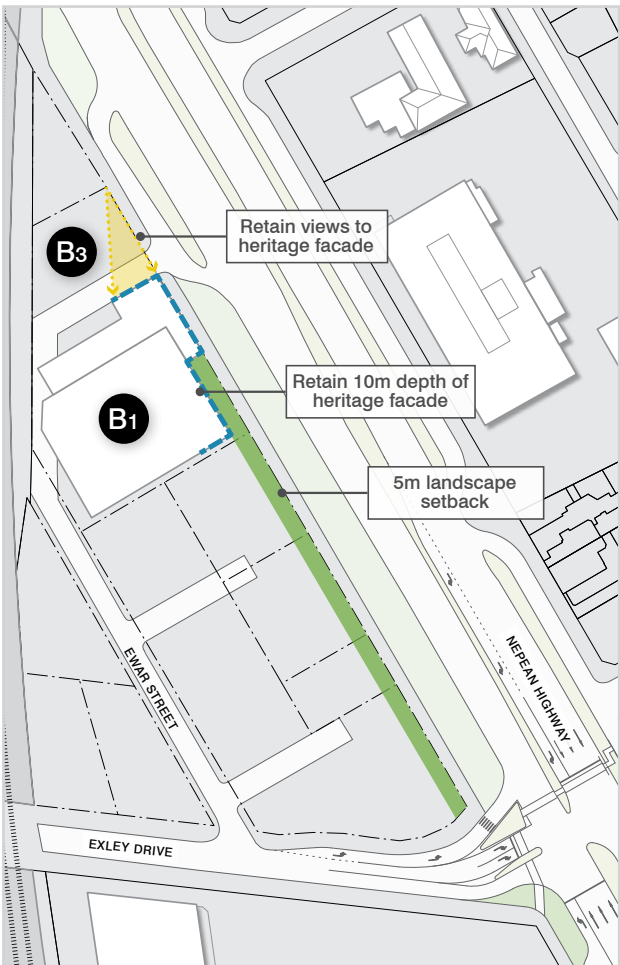 Retain views to
heritage facade
B3
Retain 10m depth of
heritage facade
B1
5m landscape
setback
NEPEAN HIGHWAY
EWAR STREET
EXLEY DRIVE